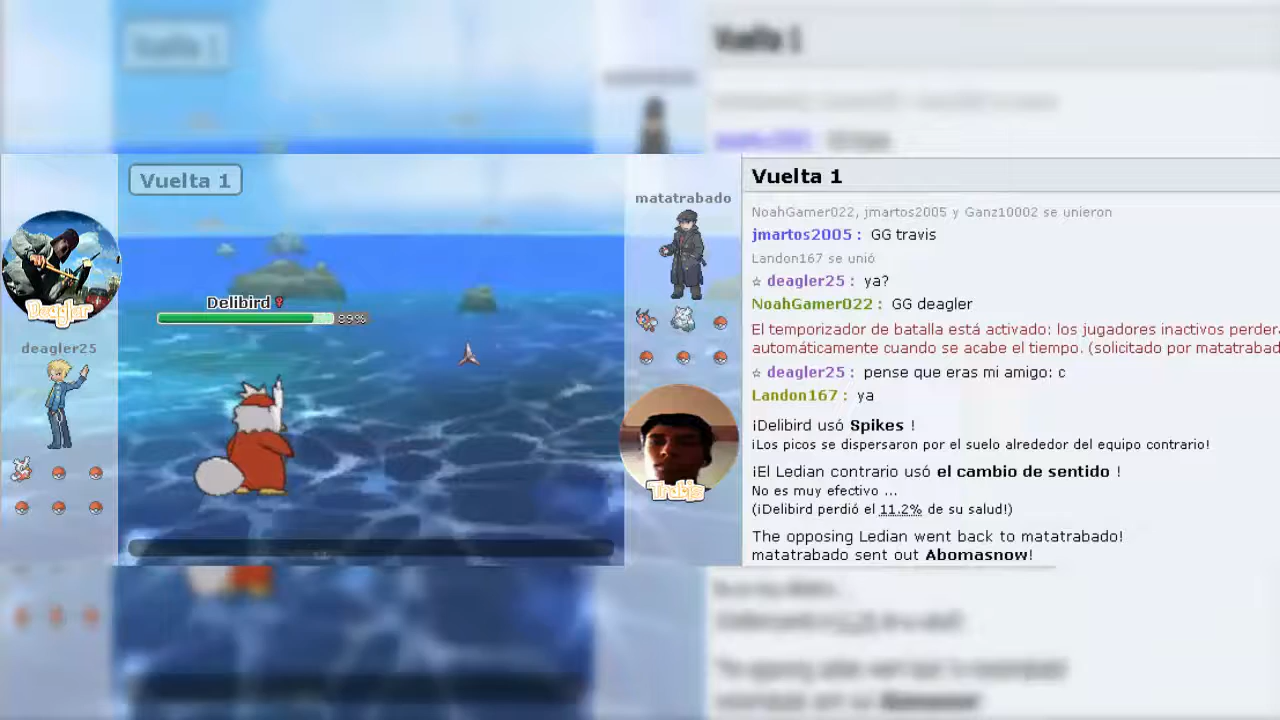 Vuelta 1
matatrabado
Deagler
deagler25
Delibird
89%
Vuelta 1
NoahGamer022, jmartos2005 y Ganz10002 se unieron
jmartos2005 : GG travis
Landon167 se unió
☆ deagler25 : ya?
NoahGamer022 : GG deagler
El temporizador de batalla está activado: los jugadores inactivos perder
automáticamente cuando se acabe el tiempo. (solicitado por matatrabad
☆ deagler25 : pense que eras mi amigo: c
Landon167 : ya
¡Delibird usó Spikes !
¡Los picos se dispersaron por el suelo alrededor del equipo contrario!
¡El Ledian contrario usó el cambio de sentido !
No es muy efectivo ...
(¡Delibird perdió el 11.2% de su salud!)
The opposing Ledian went back to matatrabado!
matatrabado sent out Abomasnow!